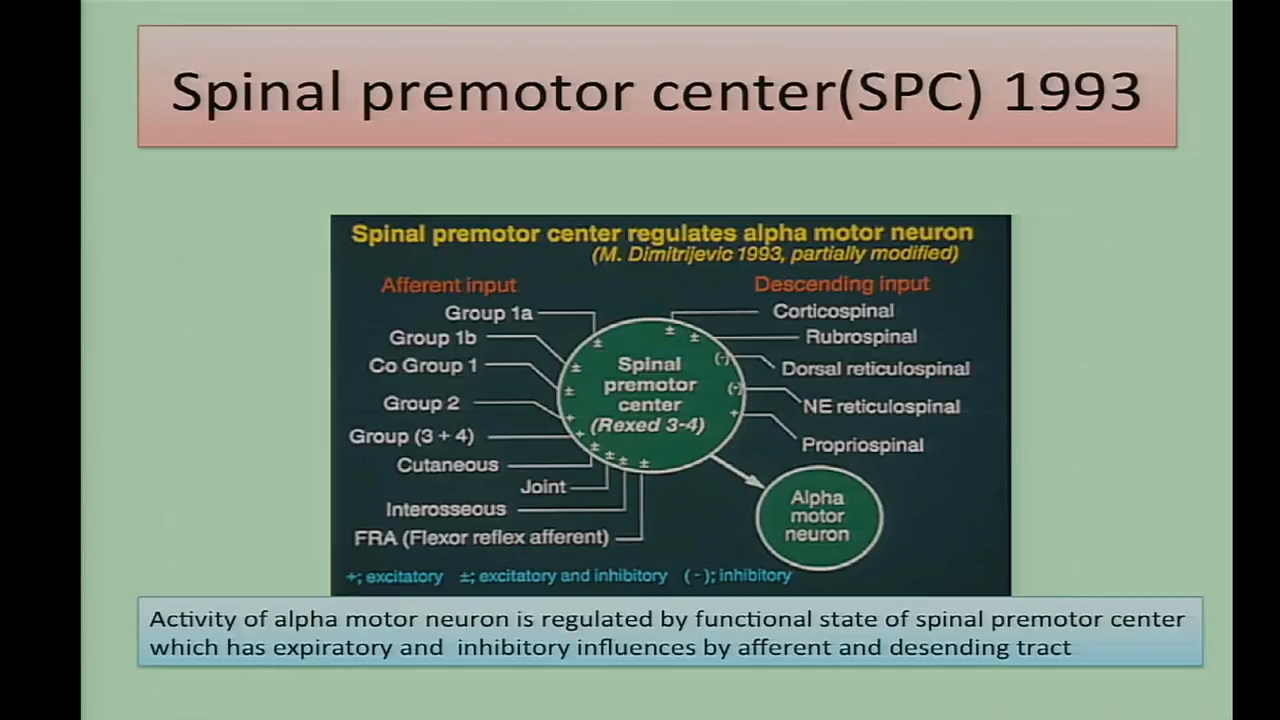 Spinal premotor center(SPC) 1993
Spinal premotor center regulates alpha motor neuron
(M. Dimitrijevic 1993, partially modified)
Afferent input
Descending input
Group 1a
Group 1b
Co Group 1
Group 2
Group (3 + 4)
Cutaneous
Joint
Interosseous
FRA (Flexor reflex afferent)
±
±
±
+
+
±
±
±
±
±
±
(-)
(-)
+
Spinal
premotor
center
(Rexed 3-4)
Corticospinal
Rubrospinal
Dorsal reticulospinal
NE reticulospinal
Propriospinal
Alpha
motor
neuron
+; excitatory ±; excitatory and inhibitory (-); inhibitory
Activity of alpha motor neuron is regulated by functional state of spinal premotor center
which has expiratory and inhibitory influences by afferent and desending tract